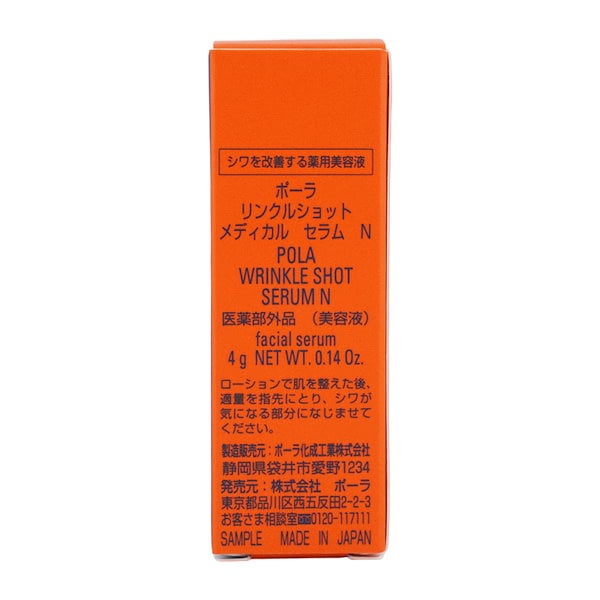 シワを改善する薬用美容液
ポーラ
リンクルショット
メディカル セラム N
POLA
WRINKLE SHOT
SERUM N
医薬部外品 (美容液)
facial serum
4 g NET WT. 0.14 Oz.
ローションで肌を整えた後、
適量を指先にとり、シワが
気になる部分になじませて
ください。
製造販売元:ポーラ化成工業株式会社
静岡県袋井市愛野1234
発売元:株式会社 ポーラ
東京都品川区西五反田2-2-3
お客さま相談室 0120-117111
SAMPLE MADE IN JAPAN